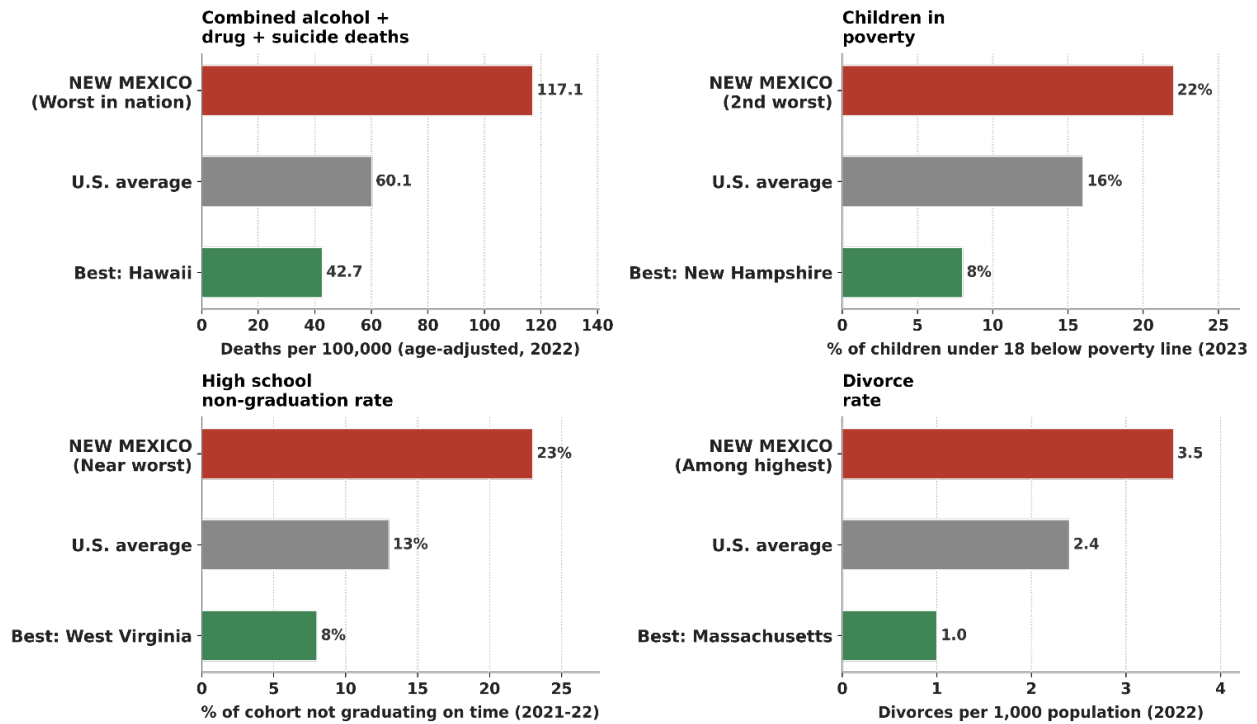 Combined alcohol +
drug + suicide deaths
NEW MEXICO
(Worst in nation)
117.1
U.S. average
60.1
Best: Hawaii
42.7
0 20 40 60 80 100 120 140
Deaths per 100,000 (age-adjusted, 2022)
Children in
poverty
NEW MEXICO
(2nd worst)
22%
U.S. average
16%
Best: New Hampshire
8%
0 5 10 15 20 25
% of children under 18 below poverty line (2023
High school
non-graduation rate
NEW MEXICO
(Near worst)
23%
U.S. average
13%
Best: West Virginia
8%
0 5 10 15 20 25
% of cohort not graduating on time (2021-22)
Divorce
rate
NEW MEXICO
(Among highest)
3.5
U.S. average
2.4
Best: Massachusetts
1.0
0 1 2 3 4
Divorces per 1,000 population (2022)